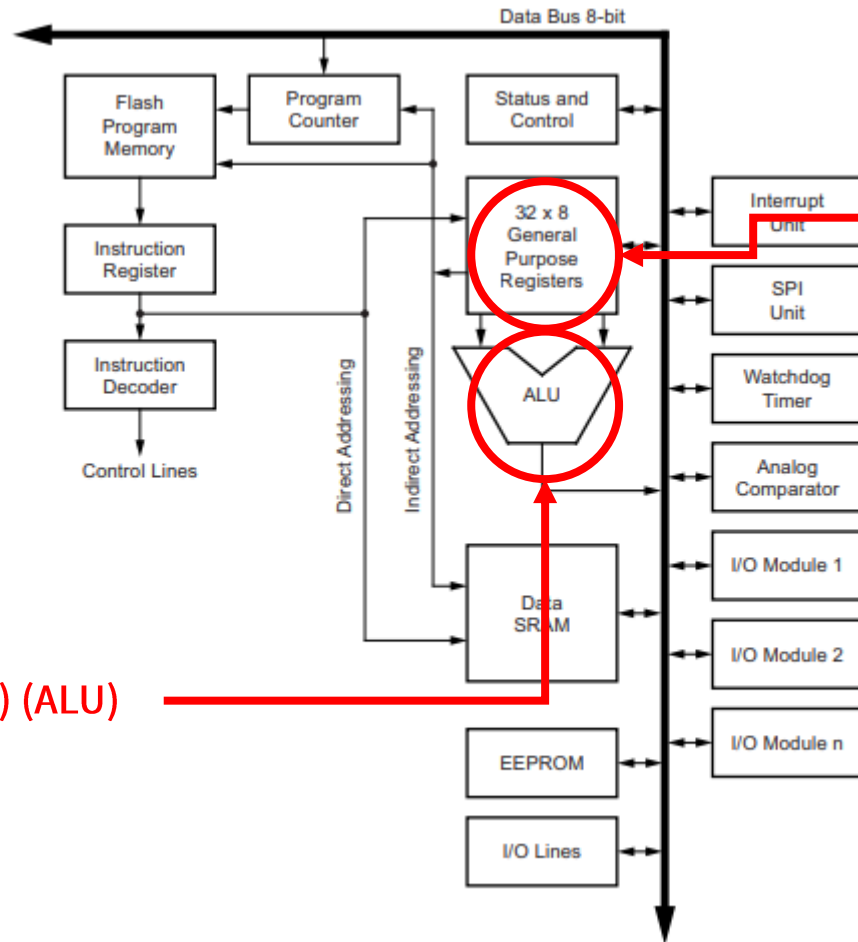 Data Bus 8-bit
Flash
Program
Memory
Program
Counter
Status and
Control
32 x 8
General
Purpose
Registers
Interrupt
Unit
Instruction
Register
SPI
Unit
Instruction
Decoder
ALU
Watchdog
Timer
Control Lines
Direct Addressing
Indirect Addressing
Analog
Comparator
I/O Module 1
Data
SRAM
I/O Module 2
) (ALU)
I/O Module n
EEPROM
I/O Lines